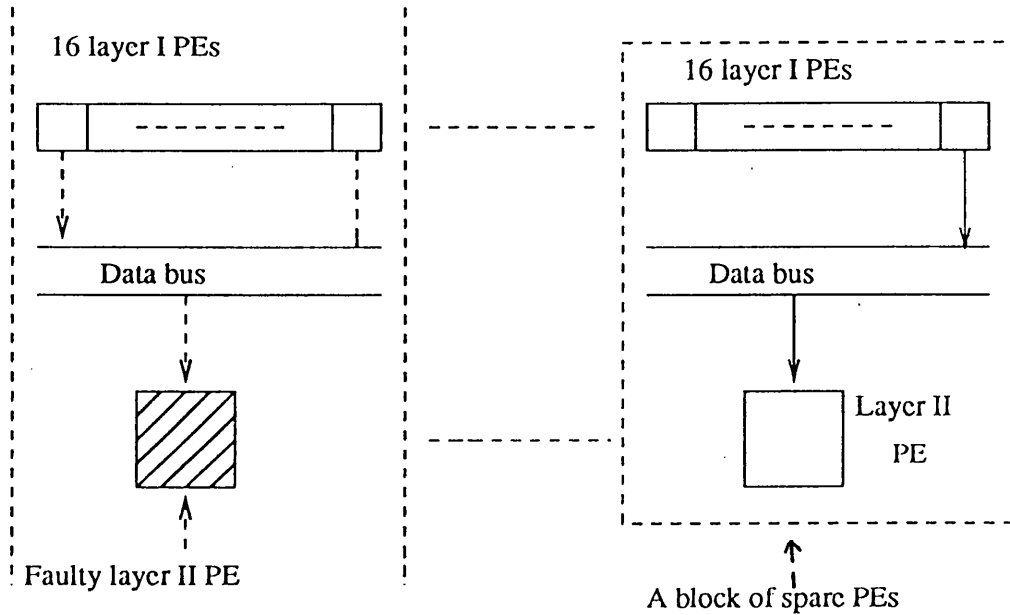 16 layer I PEs
16 layer I PEs
Data bus
Data bus
Layer II
PE
Faulty layer II PE
A block of spare PEs